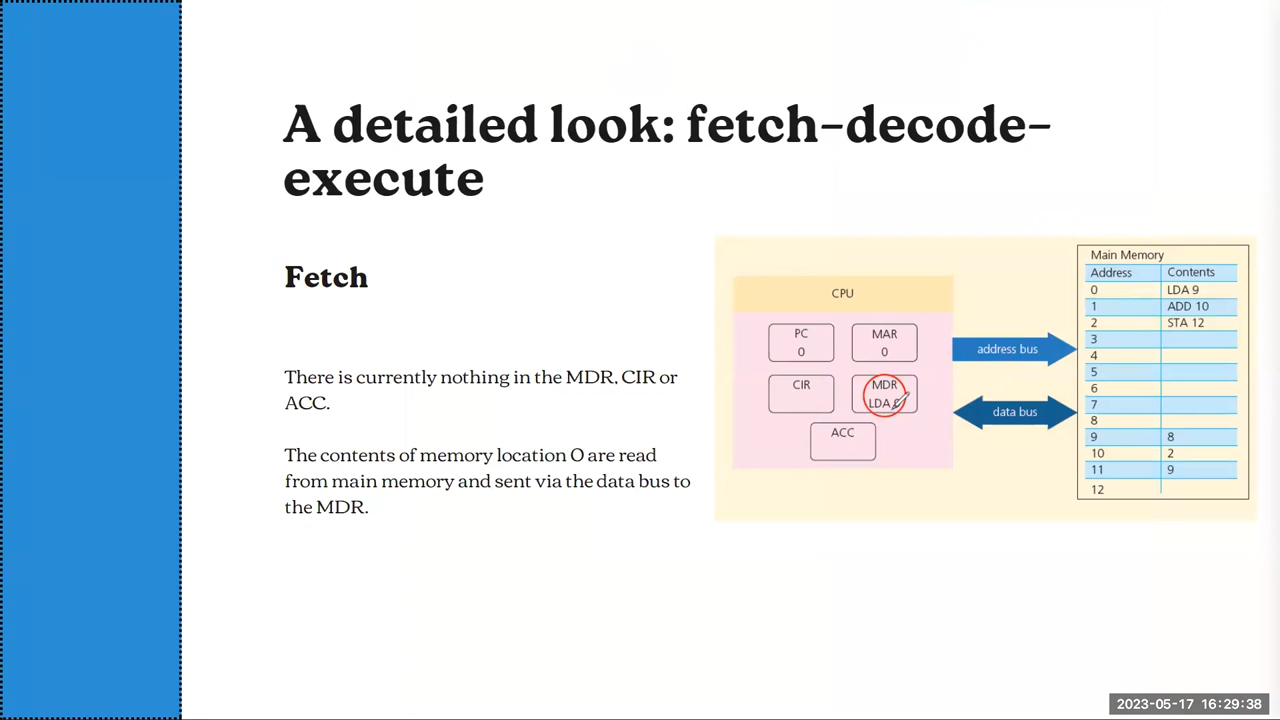 A detailed look: fetch-decode-
execute
Fetch
There is currently nothing in the MDR, CIR or
ACC.
The contents of memory location 0 are read
from main memory and sent via the data bus to
the MDR.
CPU
PC
0
MAR
0
CIR
MDR
LDA
ACC
address bus
data bus
Main Memory
Address Contents
0 LDA 9
1 ADD 10
2 STA 12
3
4
5
6
7
8
9 8
10 2
11 9
12
2023-05-17 16:29:38